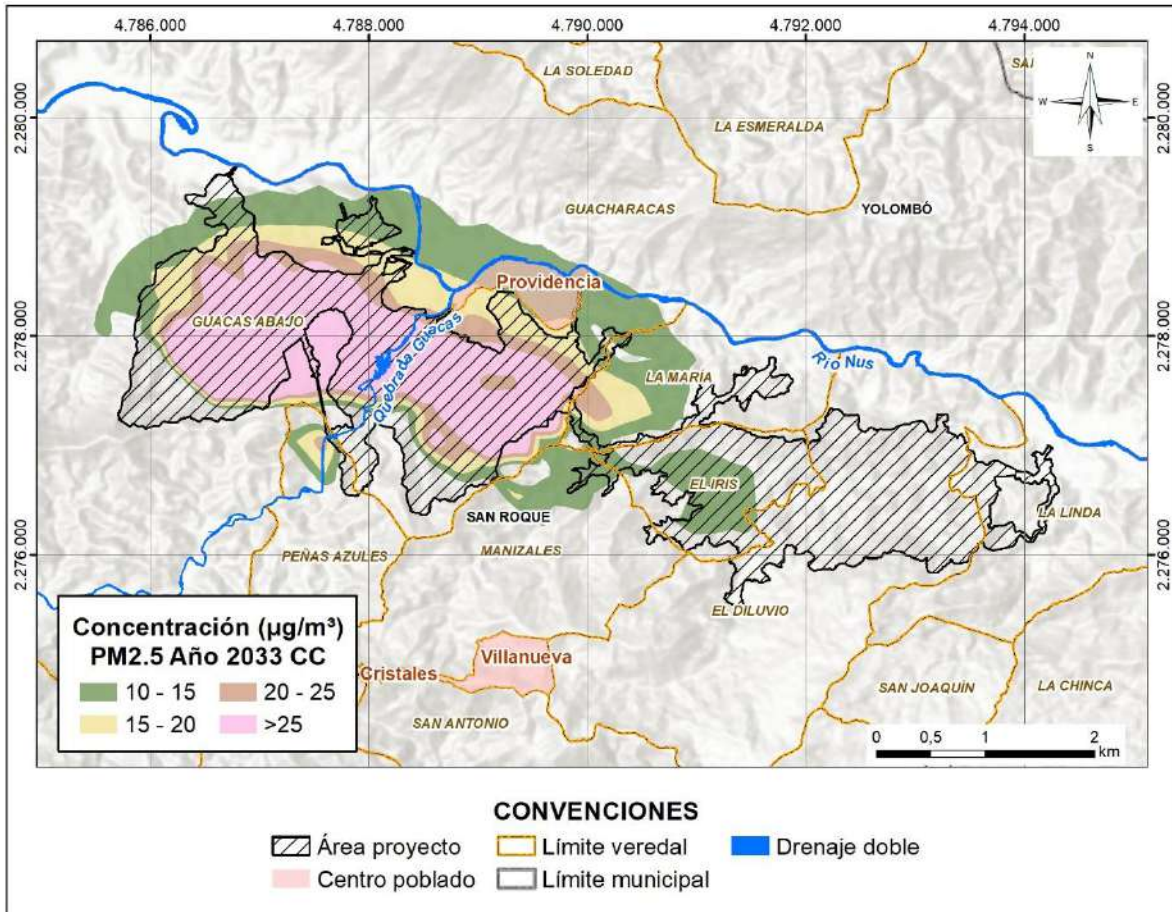 4.786.000
4.788.000
4.790.000
4.792.000
4.794.000
2.280.000
2.278.000
2.276.000
2.280.000
2.278.000
2.276.000
N
W
E
S
LA SOLEDAD
LA ESMERALDA
GUACHARACAS
YOLOMBÓ
Providencia
GUACAS ABAJO
Quebrada Guacas
LA MARÍA
Río Nus
EL IRIS
LA LINDA
SAN ROQUE
PEÑAS AZULES
MANIZALES
EL DILUVIO
Villanueva
Cristales
SAN JOAQUÍN
LA CHINCA
SAN ANTONIO
Concentración (µg/m³)
PM2.5 Año 2033 CC
10 - 15
20 - 25
15 - 20
>25
0 0,5 1 2
km
CONVENCIONES
Área proyecto
Límite veredal
Drenaje doble
Centro poblado
Límite municipal